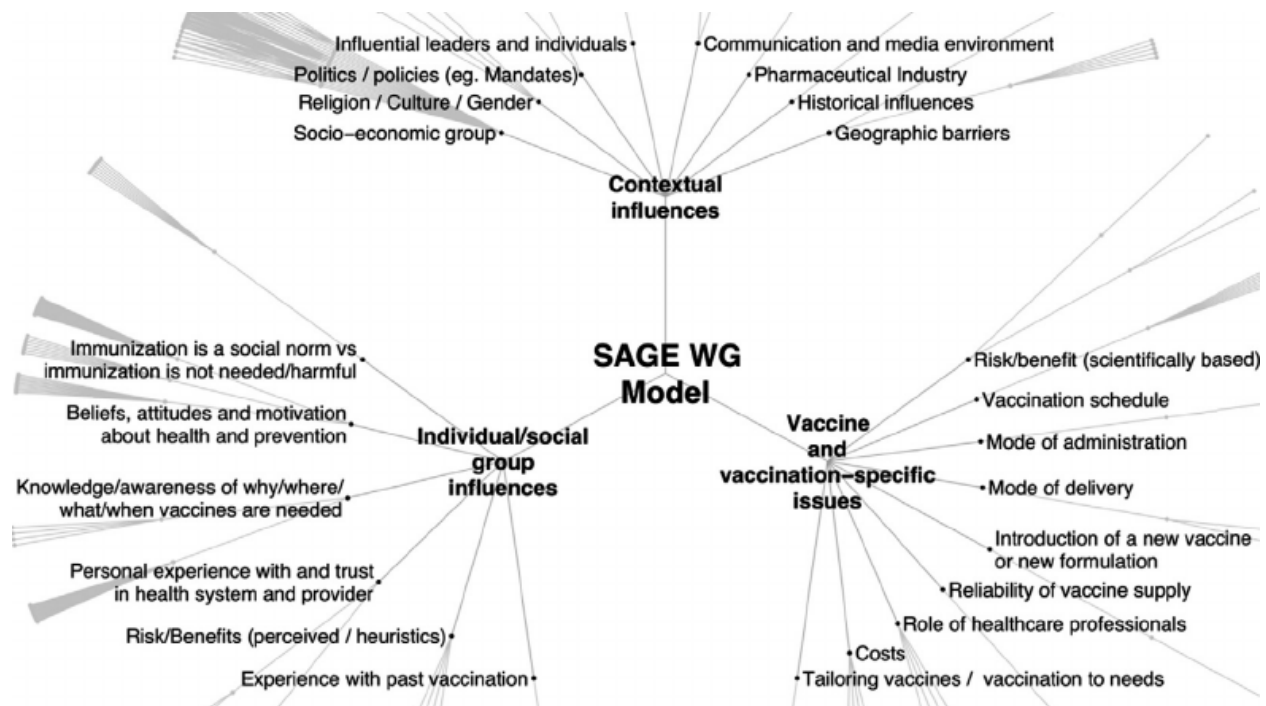 Influential leaders and individuals
Politics / policies (eg. Mandates)
Religion / Culture / Gender
Socio–economic group
Communication and media environment
Pharmaceutical Industry
Historical influences
Geographic barriers
Contextual
influences
SAGE WG
Model
Immunization is a social norm vs
immunization is not needed/harmful
Beliefs, attitudes and motivation
about health and prevention
Knowledge/awareness of why/where/
what/when vaccines are needed
Personal experience with and trust
in health system and provider
Risk/Benefits (perceived / heuristics)
Experience with past vaccination
Individual/social
group
influences
Vaccine
and
vaccination–specific
issues
Risk/benefit (scientifically based)
Vaccination schedule
Mode of administration
Mode of delivery
Introduction of a new vaccine
or new formulation
Reliability of vaccine supply
Role of healthcare professionals
Costs
Tailoring vaccines / vaccination to needs